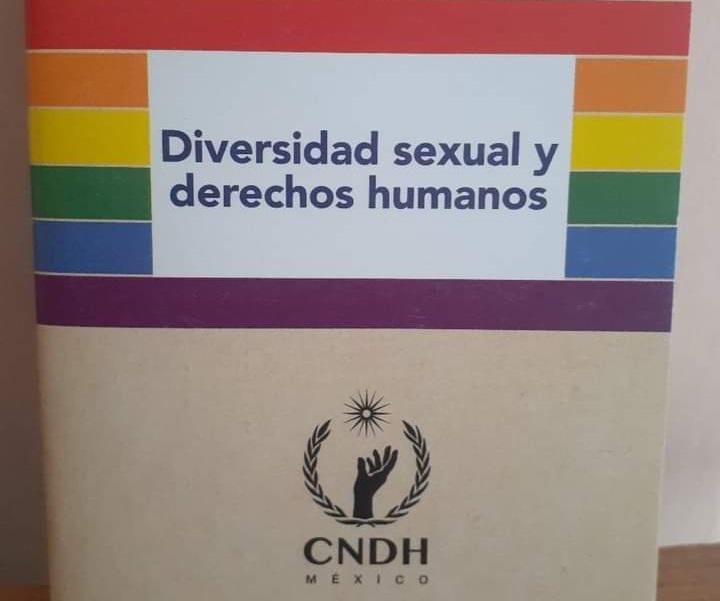 Diversidad sexual y
derechos humanos
CNDH
MÉXICO